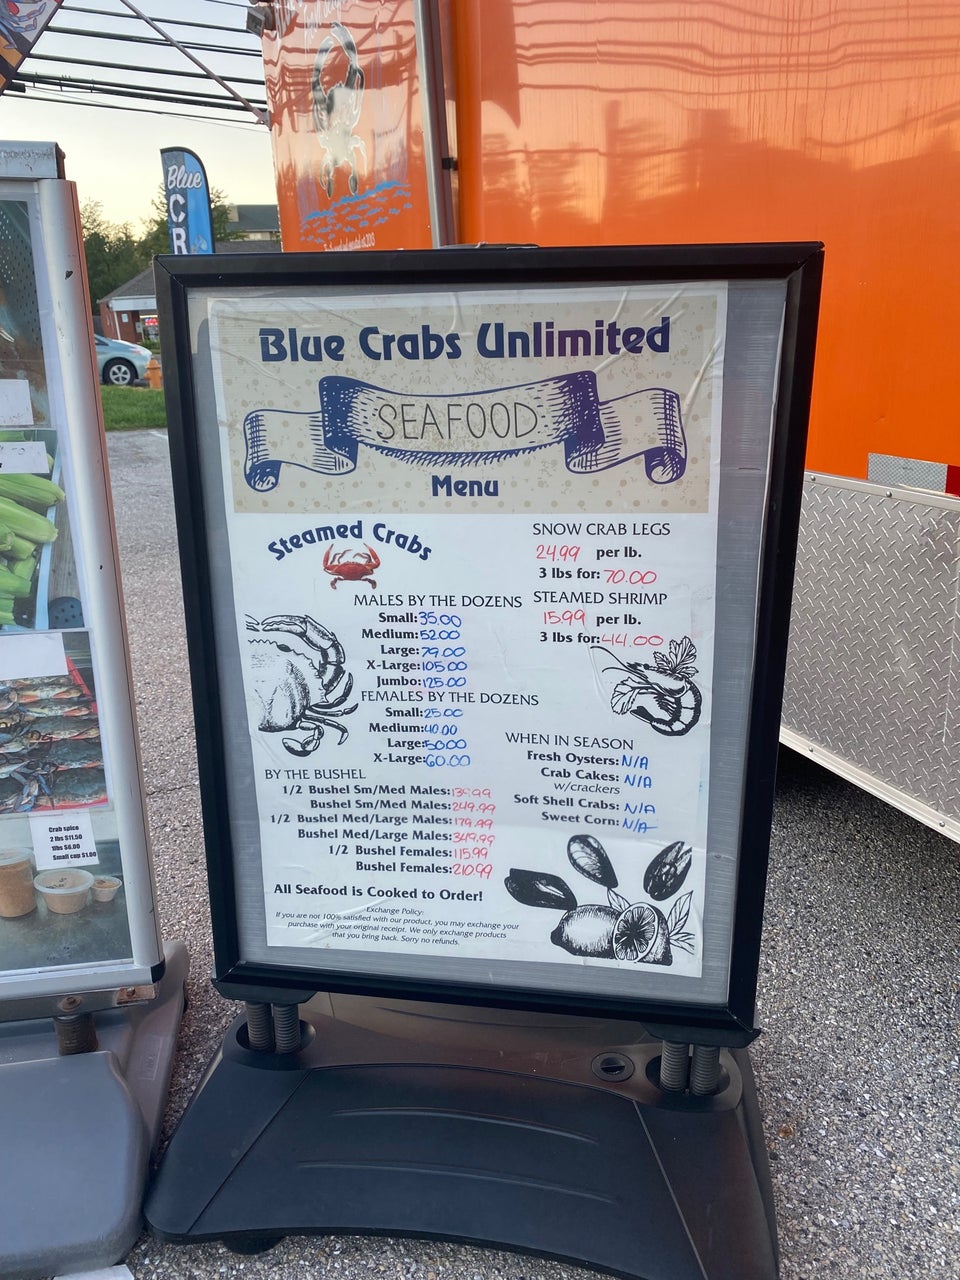 Blue
C
R
Blue Crabs Unlimited
SEAFOOD
Menu
Steamed Crabs
MALES BY THE DOZENS
Small: 35.00
Medium: 52.00
Large: 79.00
X-Large: 105.00
Jumbo: 125.00
FEMALES BY THE DOZENS
Small: 25.00
Medium: 40.00
Large: 50.00
X-Large: 60.00
BY THE BUSHEL
1/2 Bushel Sm/Med Males:
Bushel Sm/Med Males: 249.99
1/2 Bushel Med/Large Males: 179.99
Bushel Med/Large Males: 349.99
1/2 Bushel Females: 115.99
Bushel Females: 210.99
All Seafood is Cooked to Order!
Exchange Policy:
If you are not 100% satisfied with our product, you may exchange your
purchase with your original receipt. We only exchange products
that you bring back. Sorry no refunds.
SNOW CRAB LEGS
24.99 per lb.
3 lbs for: 70.00
STEAMED SHRIMP
15.99 per lb.
3 lbs for: 44.00
WHEN IN SEASON
Fresh Oysters: N/A
Crab Cakes: N/A
w/crackers
Soft Shell Crabs: N/A
Sweet Corn: N/A
Crab spice
2 lbs $11.50
1lbs $6.00
Small cup $1.00